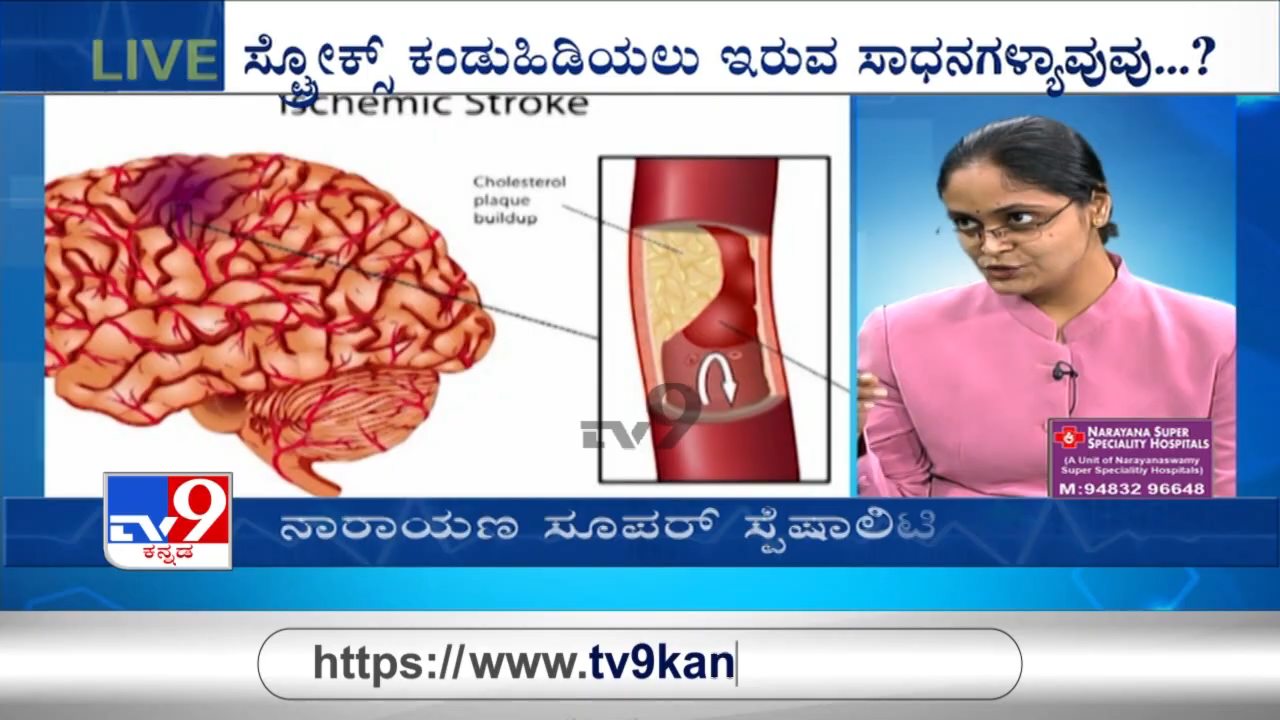 LIVE
ಸ್ಟ್ರೋಕ್ಸ್ ಕಂಡುಹಿಡಿಯಲು ಇರುವ ಸಾಧನಗಳ್ಯಾವುವು...?
Ischemic Stroke
Cholesterol
plaque
buildup
TV9
NARAYANA SUPER
SPECIALITY HOSPITALS
(A Unit of Narayanaswamy
Super Specialitiy Hospitals)
M:94832 96648
TV9
ಕನ್ನಡ
ನಾರಾಯಣ ಸೂಪರ್ ಸ್ಪೆಷಾಲಿಟಿ
https://www.tv9kan